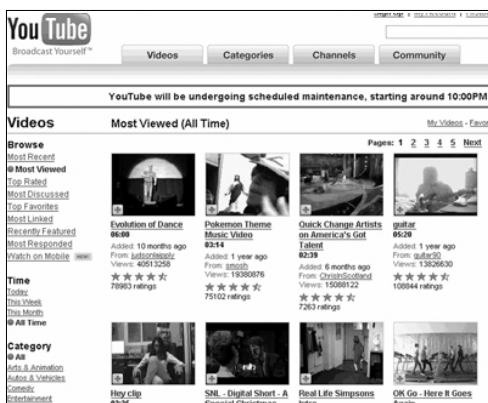 YouTube
Broadcast Yourself™
Videos
Categories
Channels
Community
YouTube will be undergoing scheduled maintenance, starting around 10:00PM
Videos
Most Viewed (All Time)
My Videos - Favor
Pages: 1 2 3 4 5 Next
Browse
Most Recent
Most Viewed
Top Rated
Most Discussed
Top Favorites
Most Linked
Recently Featured
Most Responded
Watch on Mobile
Time
Today
This Week
This Month
All Time
Category
All
Arts & Animation
Autos & Vehicles
Comedy
Entertainment
Evolution of Dance
06:00
Added: 10 months ago
From: judsonlaipply
Views: 40513258
78983 ratings
Pokemon Theme
Music Video
03:14
Added: 1 year ago
From: smosh
Views: 19380876
75102 ratings
Quick Change Artists
on America's Got
Talent
02:39
Added: 6 months ago
From: ChrisInScotland
Views: 15088122
7263 ratings
guitar
05:20
Added: 1 year ago
From: guitar90
Views: 13826630
108844 ratings
Hey clip
SNL - Digital Short - A
Special Christmas
Real Life Simpsons
Intro
OK Go - Here It Goes
Again